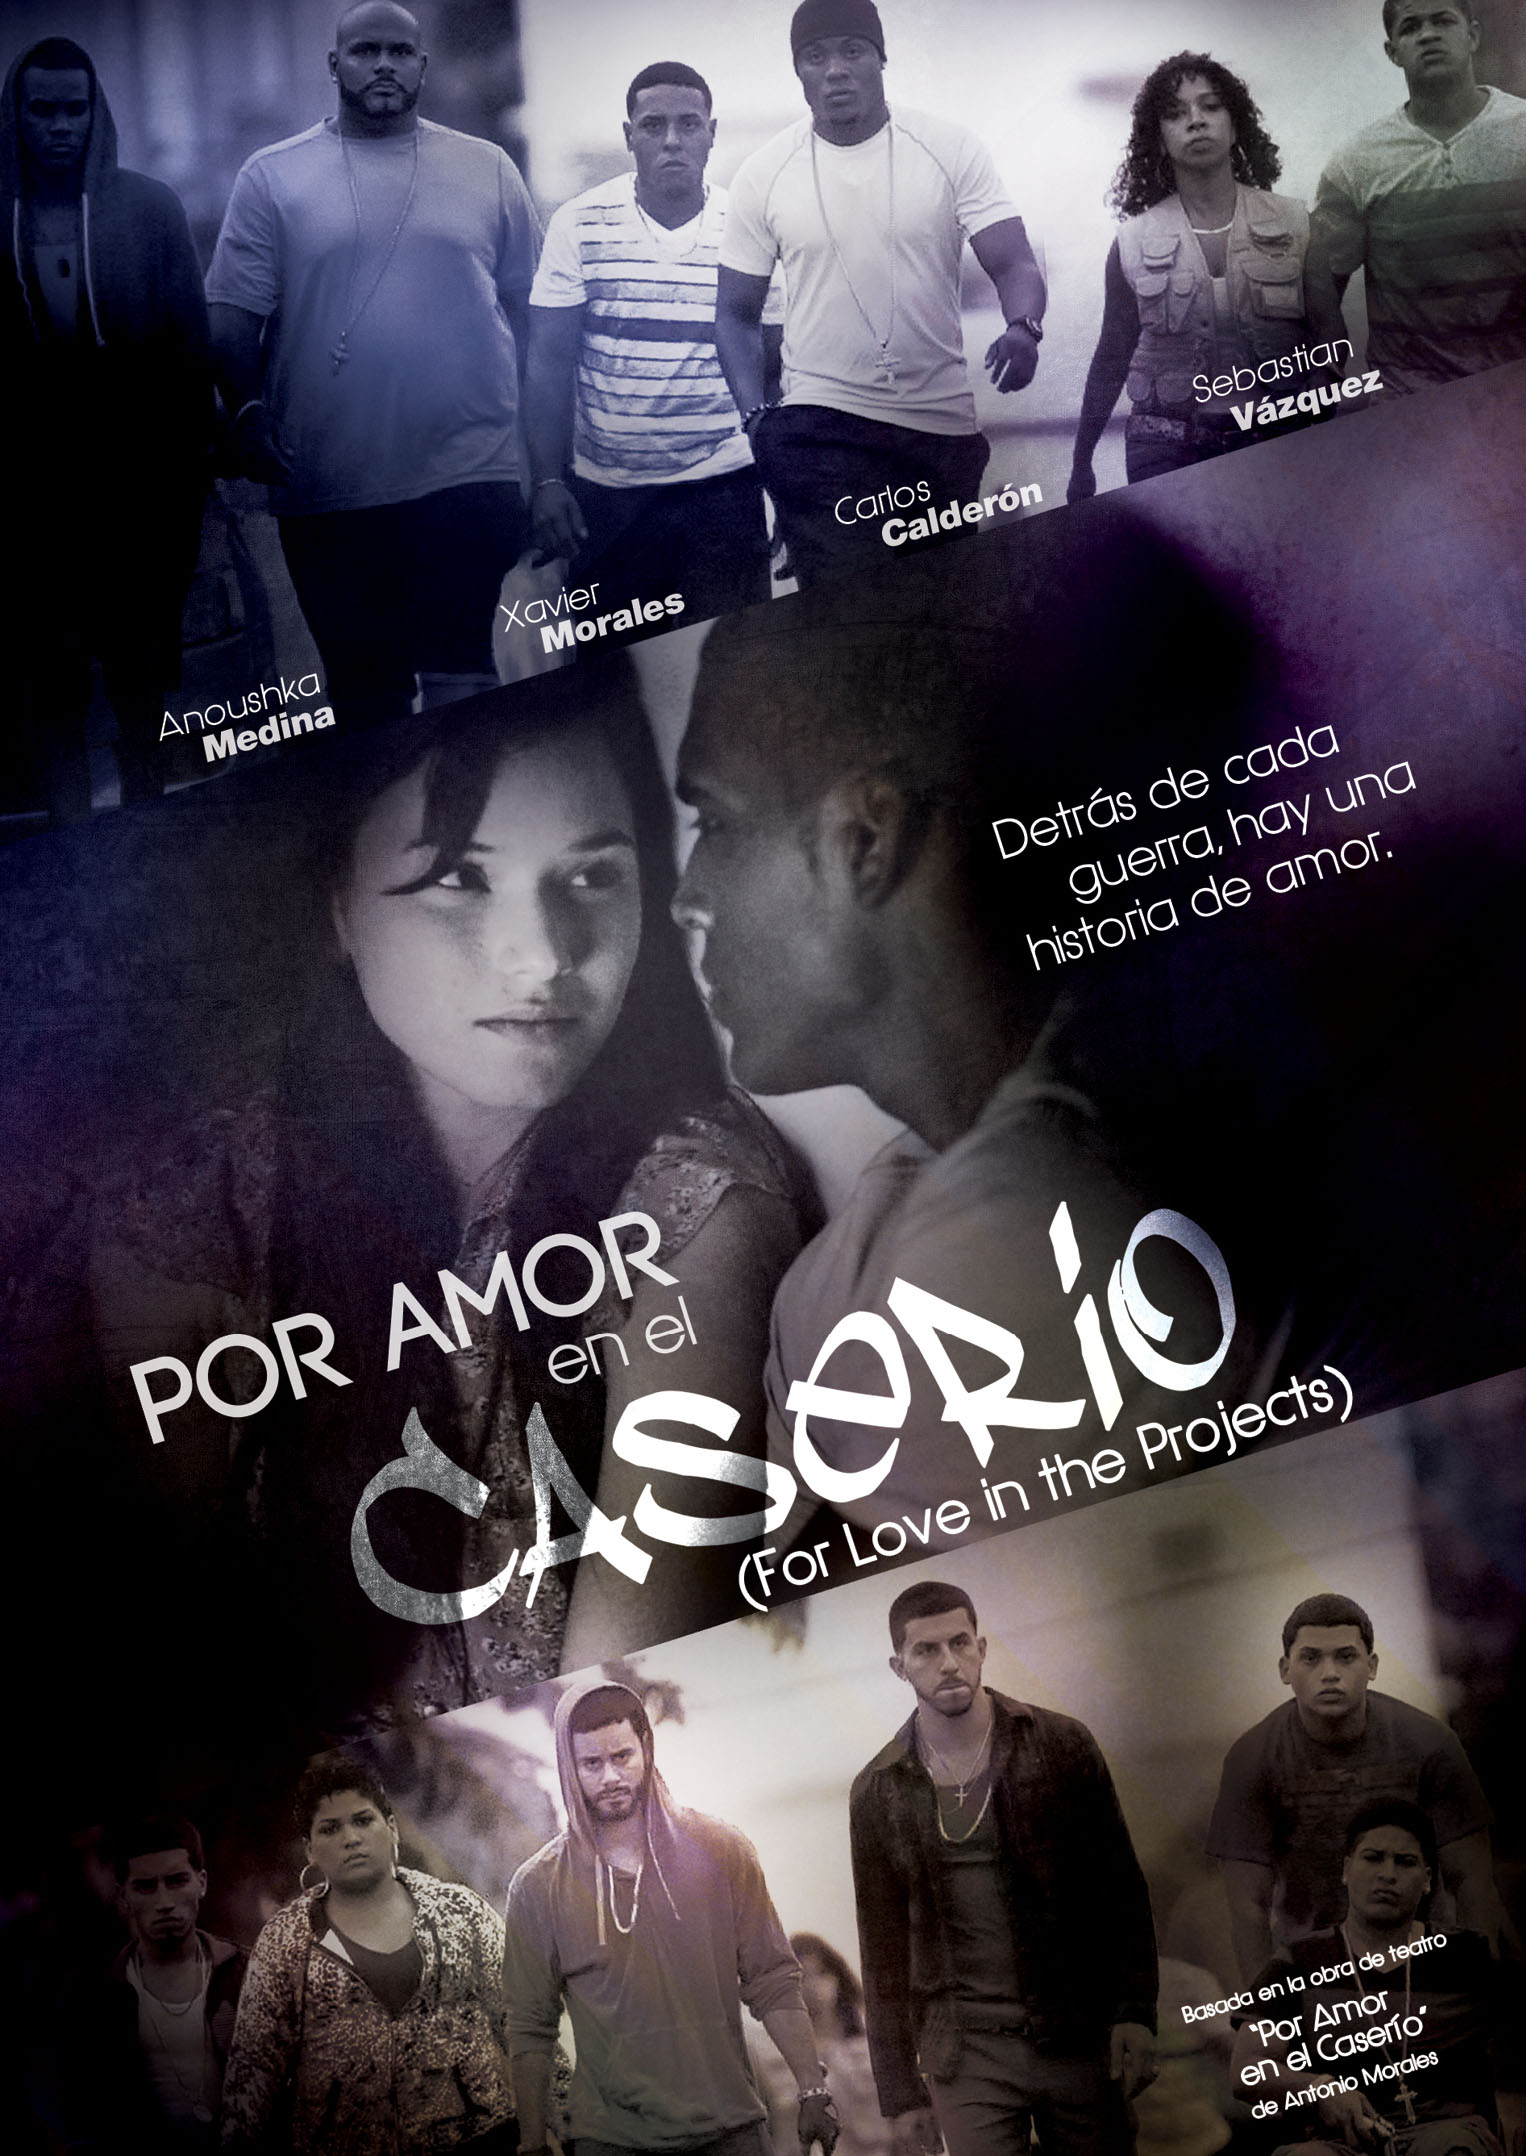 Sebastian
Vázquez
Carlos
Calderón
Xavier
Morales
Anoushka
Medina
Detrás de cada
guerra, hay una
historia de amor.
POR AMOR
en el
CASERÍO
(For Love in the Projects)
Basada en la obra de teatro
"Por Amor
en el Caserío"
de Antonio Morales